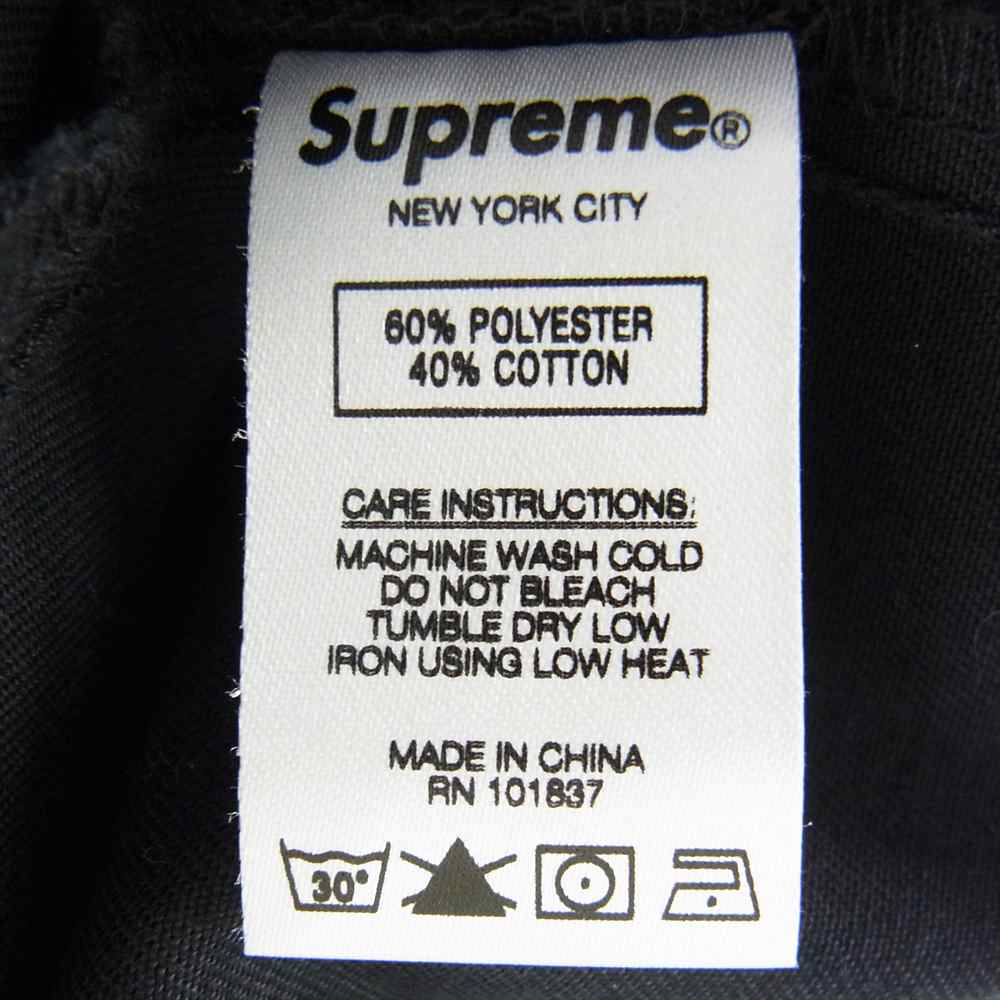 Supreme®
NEW YORK CITY
60% POLYESTER
40% COTTON
CARE INSTRUCTIONS:
MACHINE WASH COLD
DO NOT BLEACH
TUMBLE DRY LOW
IRON USING LOW HEAT
MADE IN CHINA
RN 101837
30°